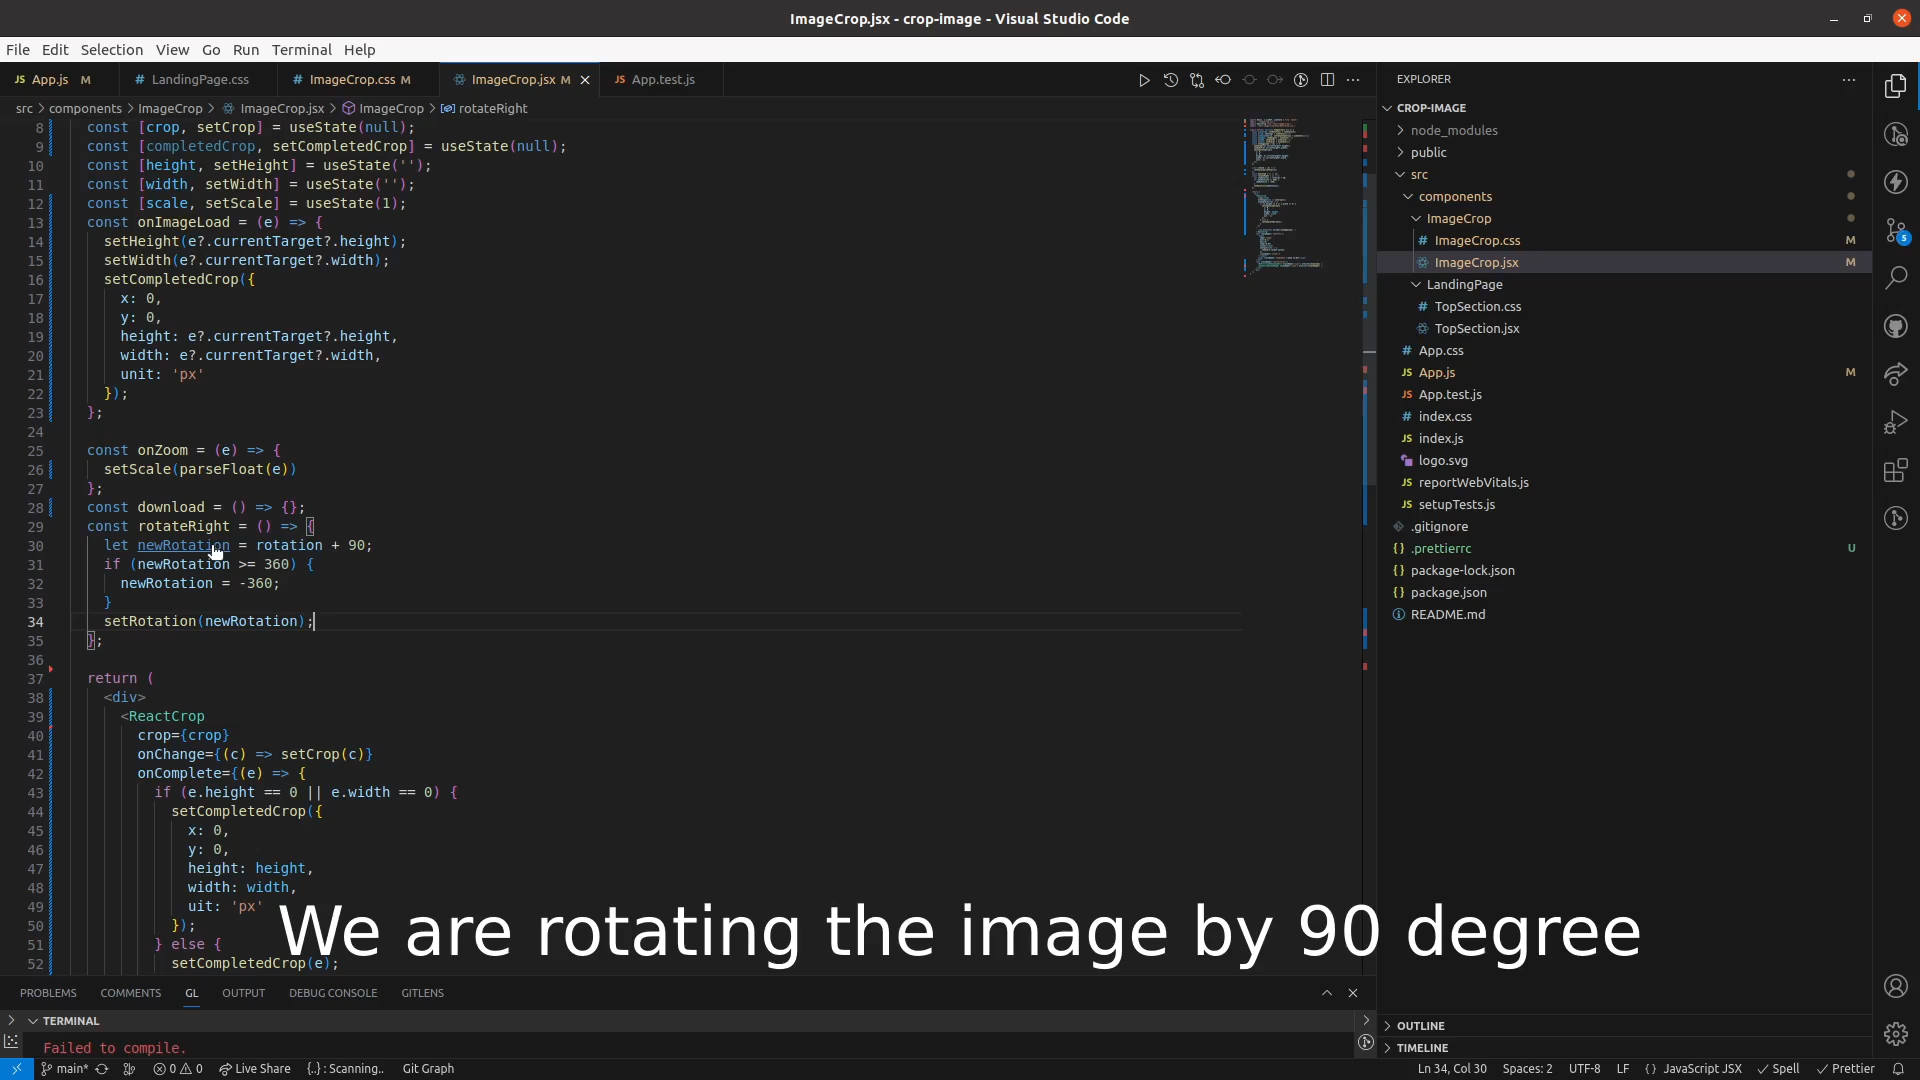 ImageCrop.jsx - crop-image - Visual Studio Code
File Edit Selection View Go Run Terminal Help
JS App.js M # LandingPage.css # ImageCrop.css M ImageCrop.jsx M JS App.test.js
src > components > ImageCrop > ImageCrop.jsx > ImageCrop > rotateRight
8 const [crop, setCrop] = useState(null);
9 const [completedCrop, setCompletedCrop] = useState(null);
10 const [height, setHeight] = useState('');
11 const [width, setWidth] = useState('');
12 const [scale, setScale] = useState(1);
13 const onImageLoad = (e) => {
14 setHeight(e?.currentTarget?.height);
15 setWidth(e?.currentTarget?.width);
16 setCompletedCrop({
17 x: 0,
18 y: 0,
19 height: e?.currentTarget?.height,
20 width: e?.currentTarget?.width,
21 unit: 'px'
22 });
23 };
24
25 const onZoom = (e) => {
26 setScale(parseFloat(e))
27 };
28 const download = () => {};
29 const rotateRight = () => {
30 let newRotation = rotation + 90;
31 if (newRotation >= 360) {
32 newRotation = -360;
33 }
34 setRotation(newRotation);
35 };
36
37 return (
38 <div>
39 <ReactCrop
40 crop={crop}
41 onChange={(c) => setCrop(c)}
42 onComplete={(e) => {
43 if (e.height == 0 || e.width == 0) {
44 setCompletedCrop({
45 x: 0,
46 y: 0,
47 height: height,
48 width: width,
49 uit: 'px'
50 });
51 } else {
52 setCompletedCrop(e);
We are rotating the image by 90 degree
PROBLEMS COMMENTS GL OUTPUT DEBUG CONSOLE GITLENS
TERMINAL
Failed to compile.
EXPLORER
CROP-IMAGE
node_modules
public
src
components
ImageCrop
# ImageCrop.css M
ImageCrop.jsx M
LandingPage
# TopSection.css
TopSection.jsx
# App.css
JS App.js M
JS App.test.js
# index.css
JS index.js
logo.svg
JS reportWebVitals.js
JS setupTests.js
.gitignore
{} .prettierrc U
{} package-lock.json
{} package.json
README.md
OUTLINE
TIMELINE
5
main* 0 0 Live Share {..} : Scanning.. Git Graph Ln 34, Col 30 Spaces: 2 UTF-8 LF {} JavaScript JSX Spell Prettier